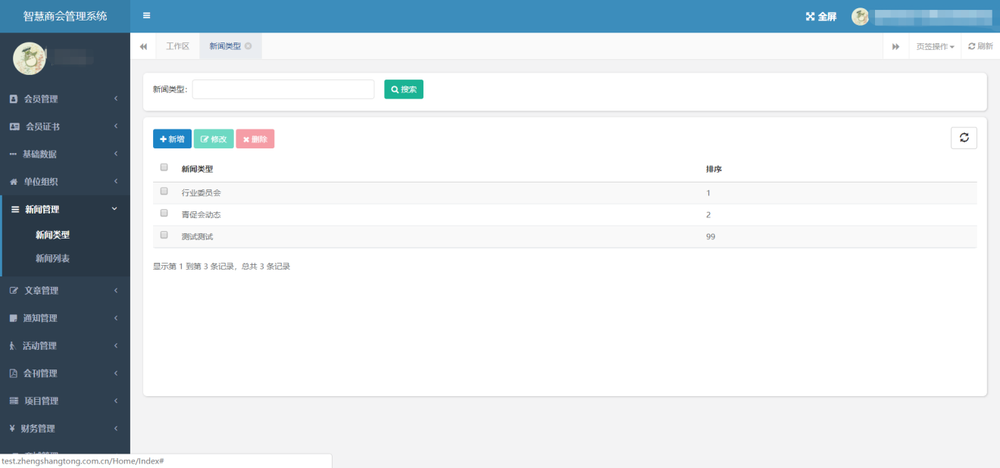 智慧商会管理系统
全屏
会员管理
会员证书
基础数据
单位组织
新闻管理
新闻类型
新闻列表
文章管理
通知管理
活动管理
会刊管理
项目管理
财务管理
test.zhengshangtong.com.cn/Home/Index#
工作区
新闻类型
页签操作
刷新
新闻类型:
搜索
新增
修改
删除
新闻类型 排序
行业委员会 1
青促会动态 2
测试测试 99
显示第 1 到第 3 条记录，总共 3 条记录